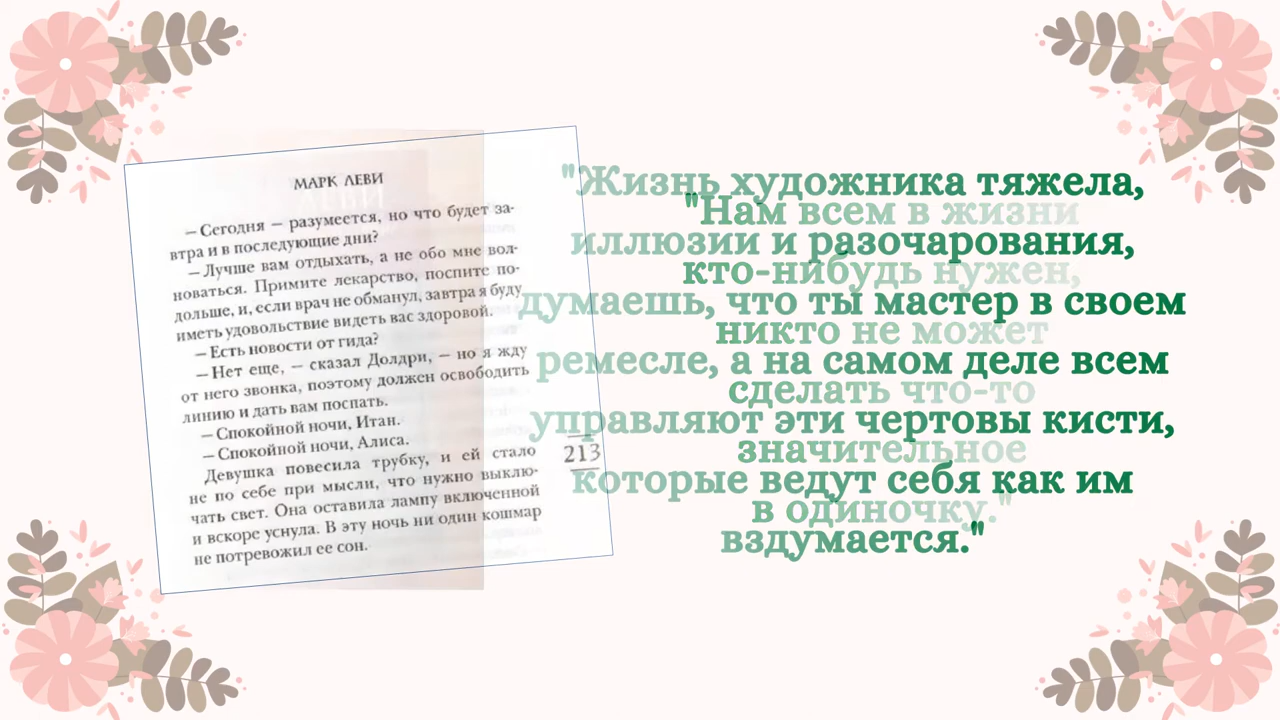 МАРК ЛЕВИ
— Сегодня — разумеется, но что будет за-
втра и в последующие дни?
— Лучше вам отдыхать, а не обо мне вол-
новаться. Примите лекарство, поспите по-
дольше, и, если врач не обманул, завтра я буду
иметь удовольствие видеть вас здоровой.
— Есть новости от гида?
— Нет еще, — сказал Долдри, — но я жду
от него звонка, поэтому должен освободить
линию и дать вам поспать.
— Спокойной ночи, Итан.
— Спокойной ночи, Алиса.
Девушка повесила трубку, и ей стало
не по себе при мысли, что нужно выклю-
чать свет. Она оставила лампу включенной
и вскоре уснула. В эту ночь ни один кошмар
не потревожил ее сон.
213
"Жизнь художника тяжела,
иллюзии и разочарования,
думаешь, что ты мастер в своем
ремесле, а на самом деле всем
управляют эти чертовы кисти,
которые ведут себя как им
вздумается."
"Нам всем в жизни
кто-нибудь нужен,
никто не может
сделать что-то
значительное
в одиночку."